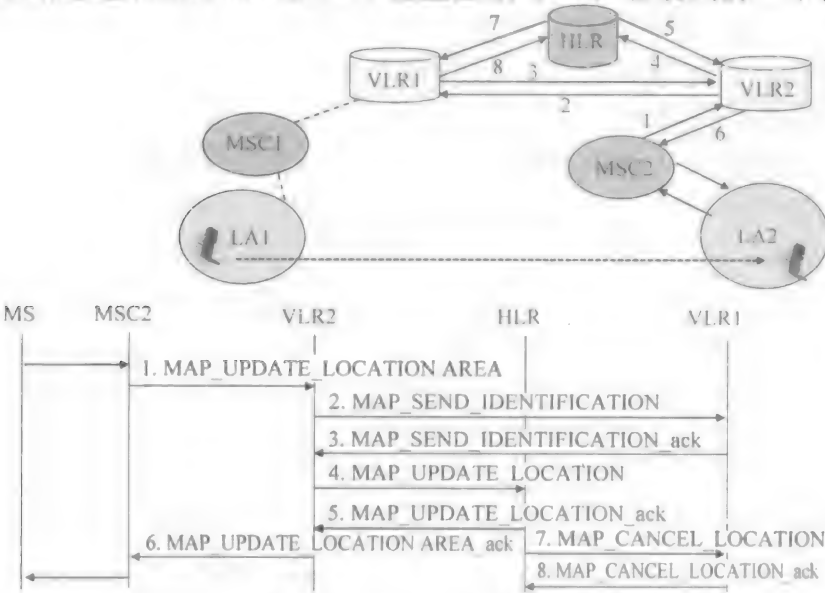 7
HLR
5
VLR1
8
3
4
VLR2
2
1
6
MSC1
MSC2
LA1
LA2
MS
MSC2
VLR2
HLR
VLR1
1. MAP_UPDATE_LOCATION AREA
2. MAP_SEND_IDENTIFICATION
3. MAP_SEND_IDENTIFICATION_ack
4. MAP_UPDATE_LOCATION
5. MAP_UPDATE_LOCATION_ack
6. MAP_UPDATE_LOCATION AREA_ack
7. MAP_CANCEL_LOCATION
8. MAP_CANCEL_LOCATION_ack